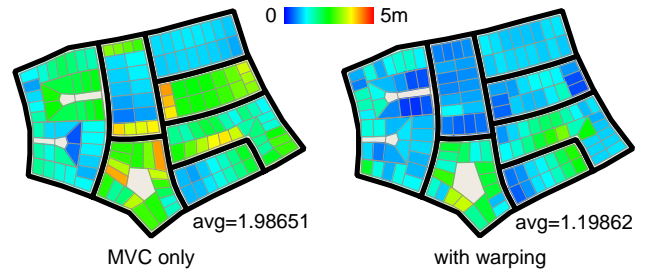 0 5m
avg=1.98651
avg=1.19862
MVC only
with warping